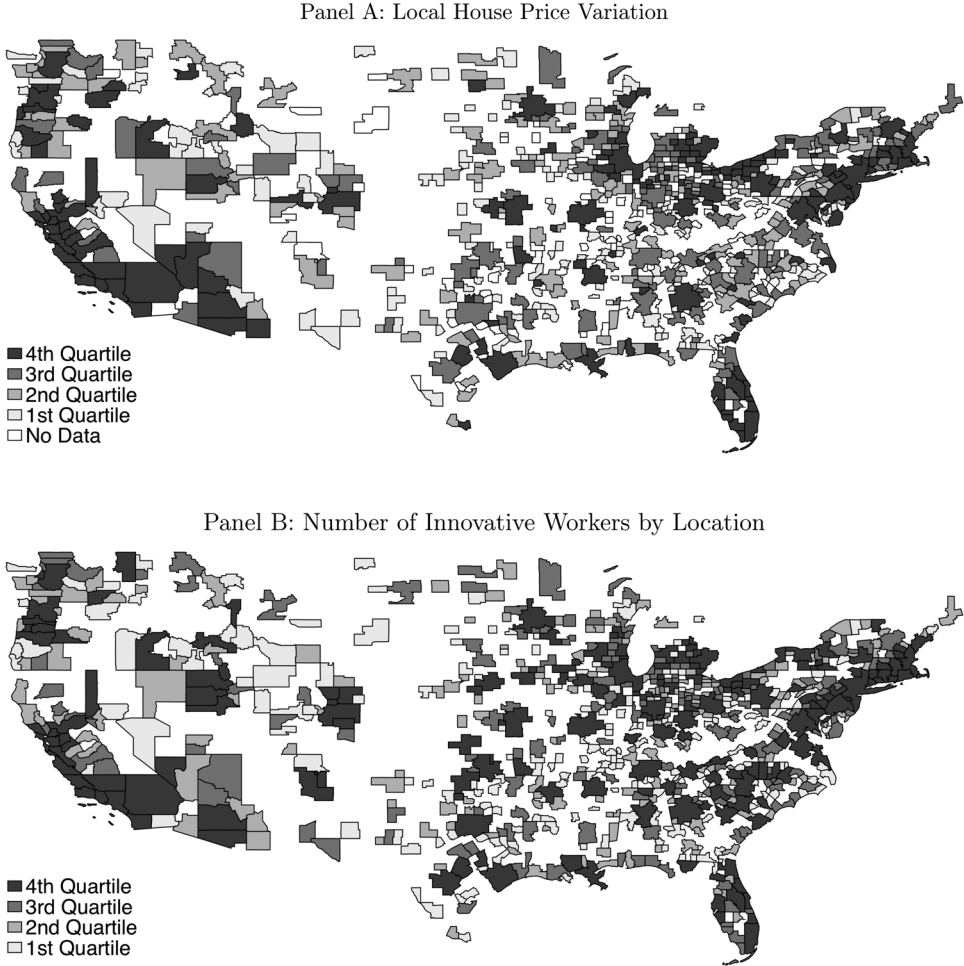 Panel A: Local House Price Variation
4th Quartile
3rd Quartile
2nd Quartile
1st Quartile
No Data
Panel B: Number of Innovative Workers by Location
4th Quartile
3rd Quartile
2nd Quartile
1st Quartile